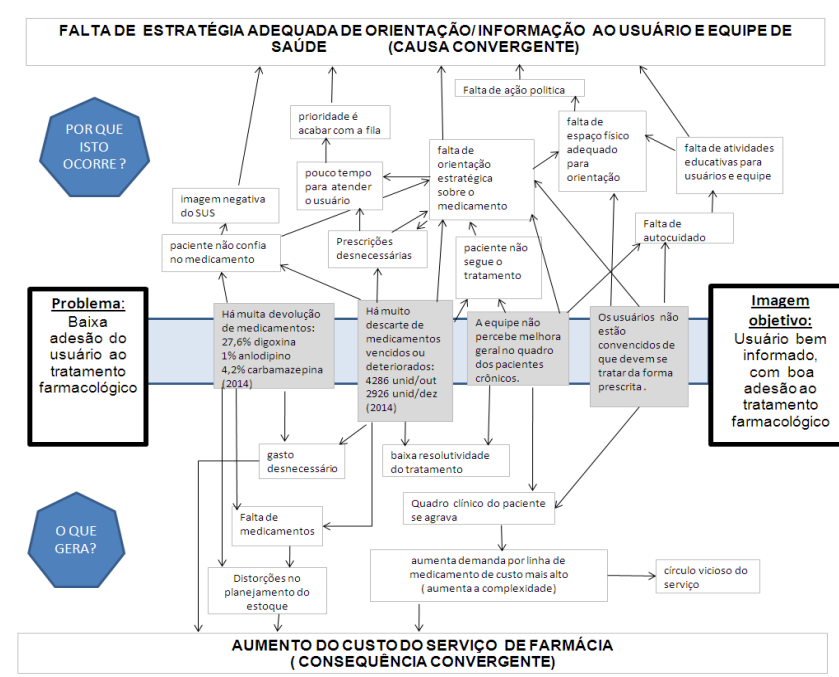 FALTA DE ESTRATÉGIA ADEQUADA DE ORIENTAÇÃO/ INFORMAÇÃO AO USUÁRIO E EQUIPE DE
SAÚDE (CAUSA CONVERGENTE)
POR QUE
ISTO
OCORRE ?
Falta de ação politica
prioridade é
acabar com a fila
falta de
espaço físico
adequado
para
orientação
falta de
orientação
estratégica
sobre o
medicamento
falta de atividades
educativas para
usuários e equipe
pouco tempo
para atender
o usuário
imagem negativa
do SUS
Falta de
autocuidado
paciente não confia
no medicamento
Prescrições
desnecessárias
paciente não
segue o
tratamento
Problema:
Baixa
adesão do
usuário ao
tratamento
farmacológico
Há muita devolução
de medicamentos:
27,6% digoxina
1% anlodipino
4,2% carbamazepina
(2014)
Há muito
descarte de
medicamentos
vencidos ou
deteriorados:
4286 unid/out
2926 unid/dez
(2014)
A equipe não
percebe melhora
geral no quadro
dos pacientes
crônicos.
Os usuários não
estão
convencidos de
que devem se
tratar da forma
prescrita .
Imagem
objetivo:
Usuário bem
informado,
com boa
adesão ao
tratamento
farmacológico
gasto
desnecessário
baixa resolutividade
do tratamento
O QUE
GERA?
Falta de
medicamentos
Quadro clínico do paciente
se agrava
Distorções no
planejamento do
estoque
aumenta demanda por linha de
medicamento de custo mais alto
( aumenta a complexidade)
círculo vicioso do
serviço
AUMENTO DO CUSTO DO SERVIÇO DE FARMÁCIA
( CONSEQUÊNCIA CONVERGENTE)